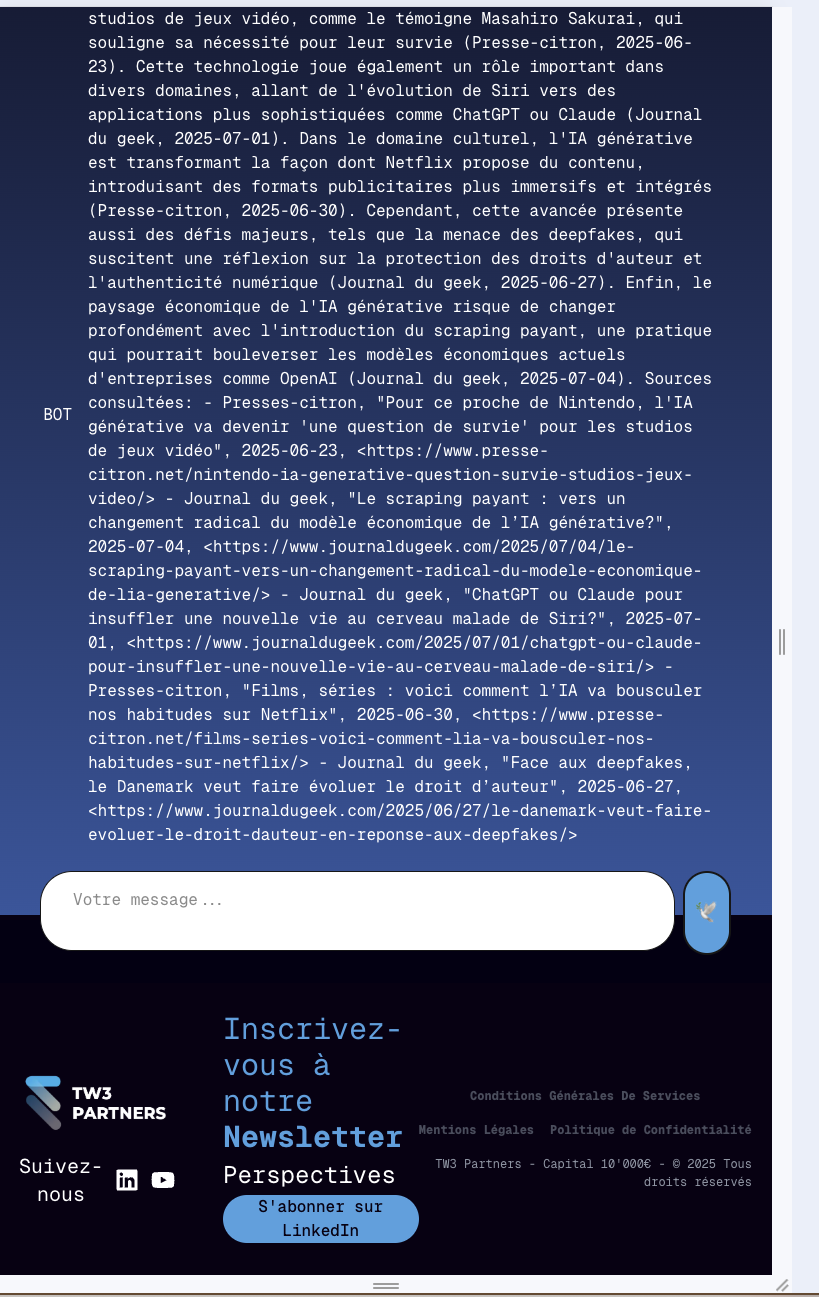 studios de jeux vidéo, comme le témoigne Masahiro Sakurai, qui
souligne sa nécessité pour leur survie (Presse-citron, 2025-06-
23). Cette technologie joue également un rôle important dans
divers domaines, allant de l'évolution de Siri vers des
applications plus sophistiquées comme ChatGPT ou Claude (Journal
du geek, 2025-07-01). Dans le domaine culturel, l'IA générative
est transformant la façon dont Netflix propose du contenu,
introduisant des formats publicitaires plus immersifs et intégrés
(Presse-citron, 2025-06-30). Cependant, cette avancée présente
aussi des défis majeurs, tels que la menace des deepfakes, qui
suscitent une réflexion sur la protection des droits d'auteur et
l'authenticité numérique (Journal du geek, 2025-06-27). Enfin, le
paysage économique de l'IA générative risque de changer
profondément avec l'introduction du scraping payant, une pratique
qui pourrait bouleverser les modèles économiques actuels
d'entreprises comme OpenAI (Journal du geek, 2025-07-04). Sources
consultées: - Presses-citron, "Pour ce proche de Nintendo, l'IA
BOT
générative va devenir 'une question de survie' pour les studios
de jeux vidéo", 2025-06-23, <https://www.presse-
citron.net/nintendo-ia-generative-question-survie-studios-jeux-
video/> - Journal du geek, "Le scraping payant : vers un
changement radical du modèle économique de l’IA générative?",
2025-07-04, <https://www.journaldugeek.com/2025/07/04/le-
scraping-payant-vers-un-changement-radical-du-modele-economique-
de-lia-generative/> - Journal du geek, "ChatGPT ou Claude pour
insuffler une nouvelle vie au cerveau malade de Siri?", 2025-07-
01, <https://www.journaldugeek.com/2025/07/01/chatgpt-ou-claude-
pour-insuffler-une-nouvelle-vie-au-cerveau-malade-de-siri/> -
Presses-citron, "Films, séries : voici comment l’IA va bousculer
nos habitudes sur Netflix", 2025-06-30, <https://www.presse-
citron.net/films-series-voici-comment-lia-va-bousculer-nos-
habitudes-sur-netflix/> - Journal du geek, "Face aux deepfakes,
le Danemark veut faire évoluer le droit d’auteur", 2025-06-27,
<https://www.journaldugeek.com/2025/06/27/le-danemark-veut-faire-
evoluer-le-droit-dauteur-en-reponse-aux-deepfakes/>
Votre message...
TW3
PARTNERS
Suivez-
nous
in
Inscrivez-
vous à
notre
Newsletter
Perspectives
S'abonner sur
LinkedIn
Conditions Générales De Services
Mentions Légales Politique de Confidentialité
TW3 Partners - Capital 10'000€ - © 2025 Tous
droits réservés